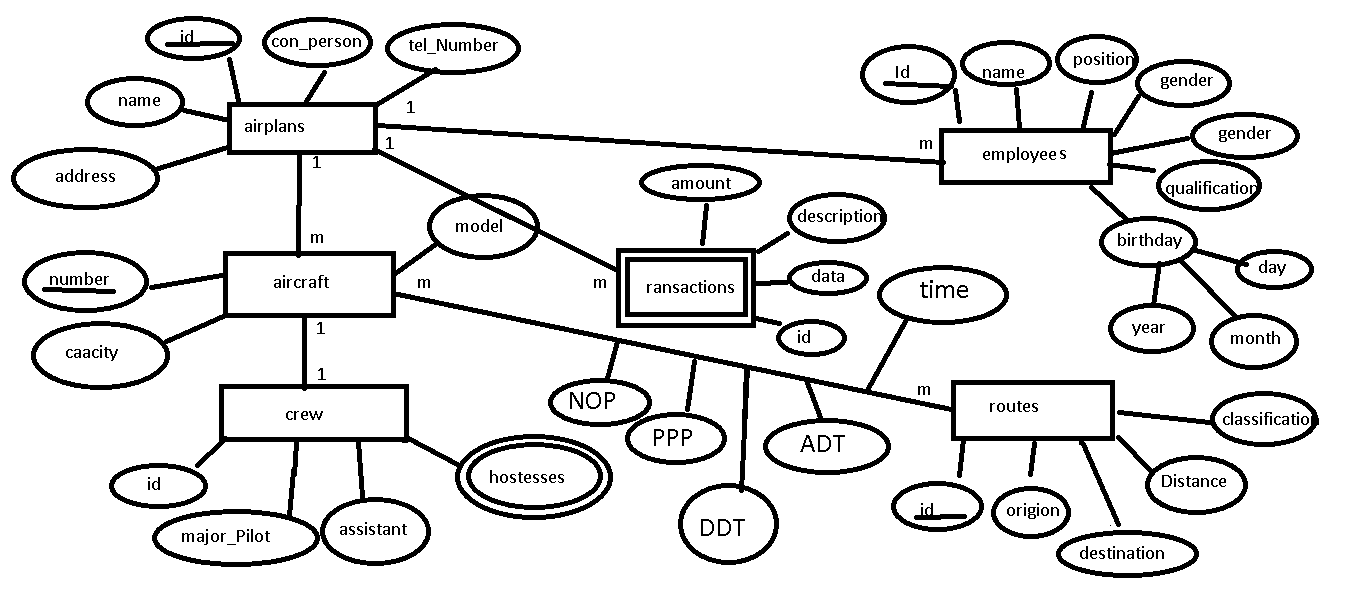 id
con_person
tel_Number
name
airplans
address
1
1
1
m
Id
name
position
gender
gender
qualification
employees
birthday
day
year
month
amount
description
data
id
ransactions
m
time
model
m
number
aircraft
caacity
m
1
1
crew
id
major_Pilot
assistant
hostesses
NOP
PPP
DDT
ADT
m
routes
classification
Distance
id
origion
destination